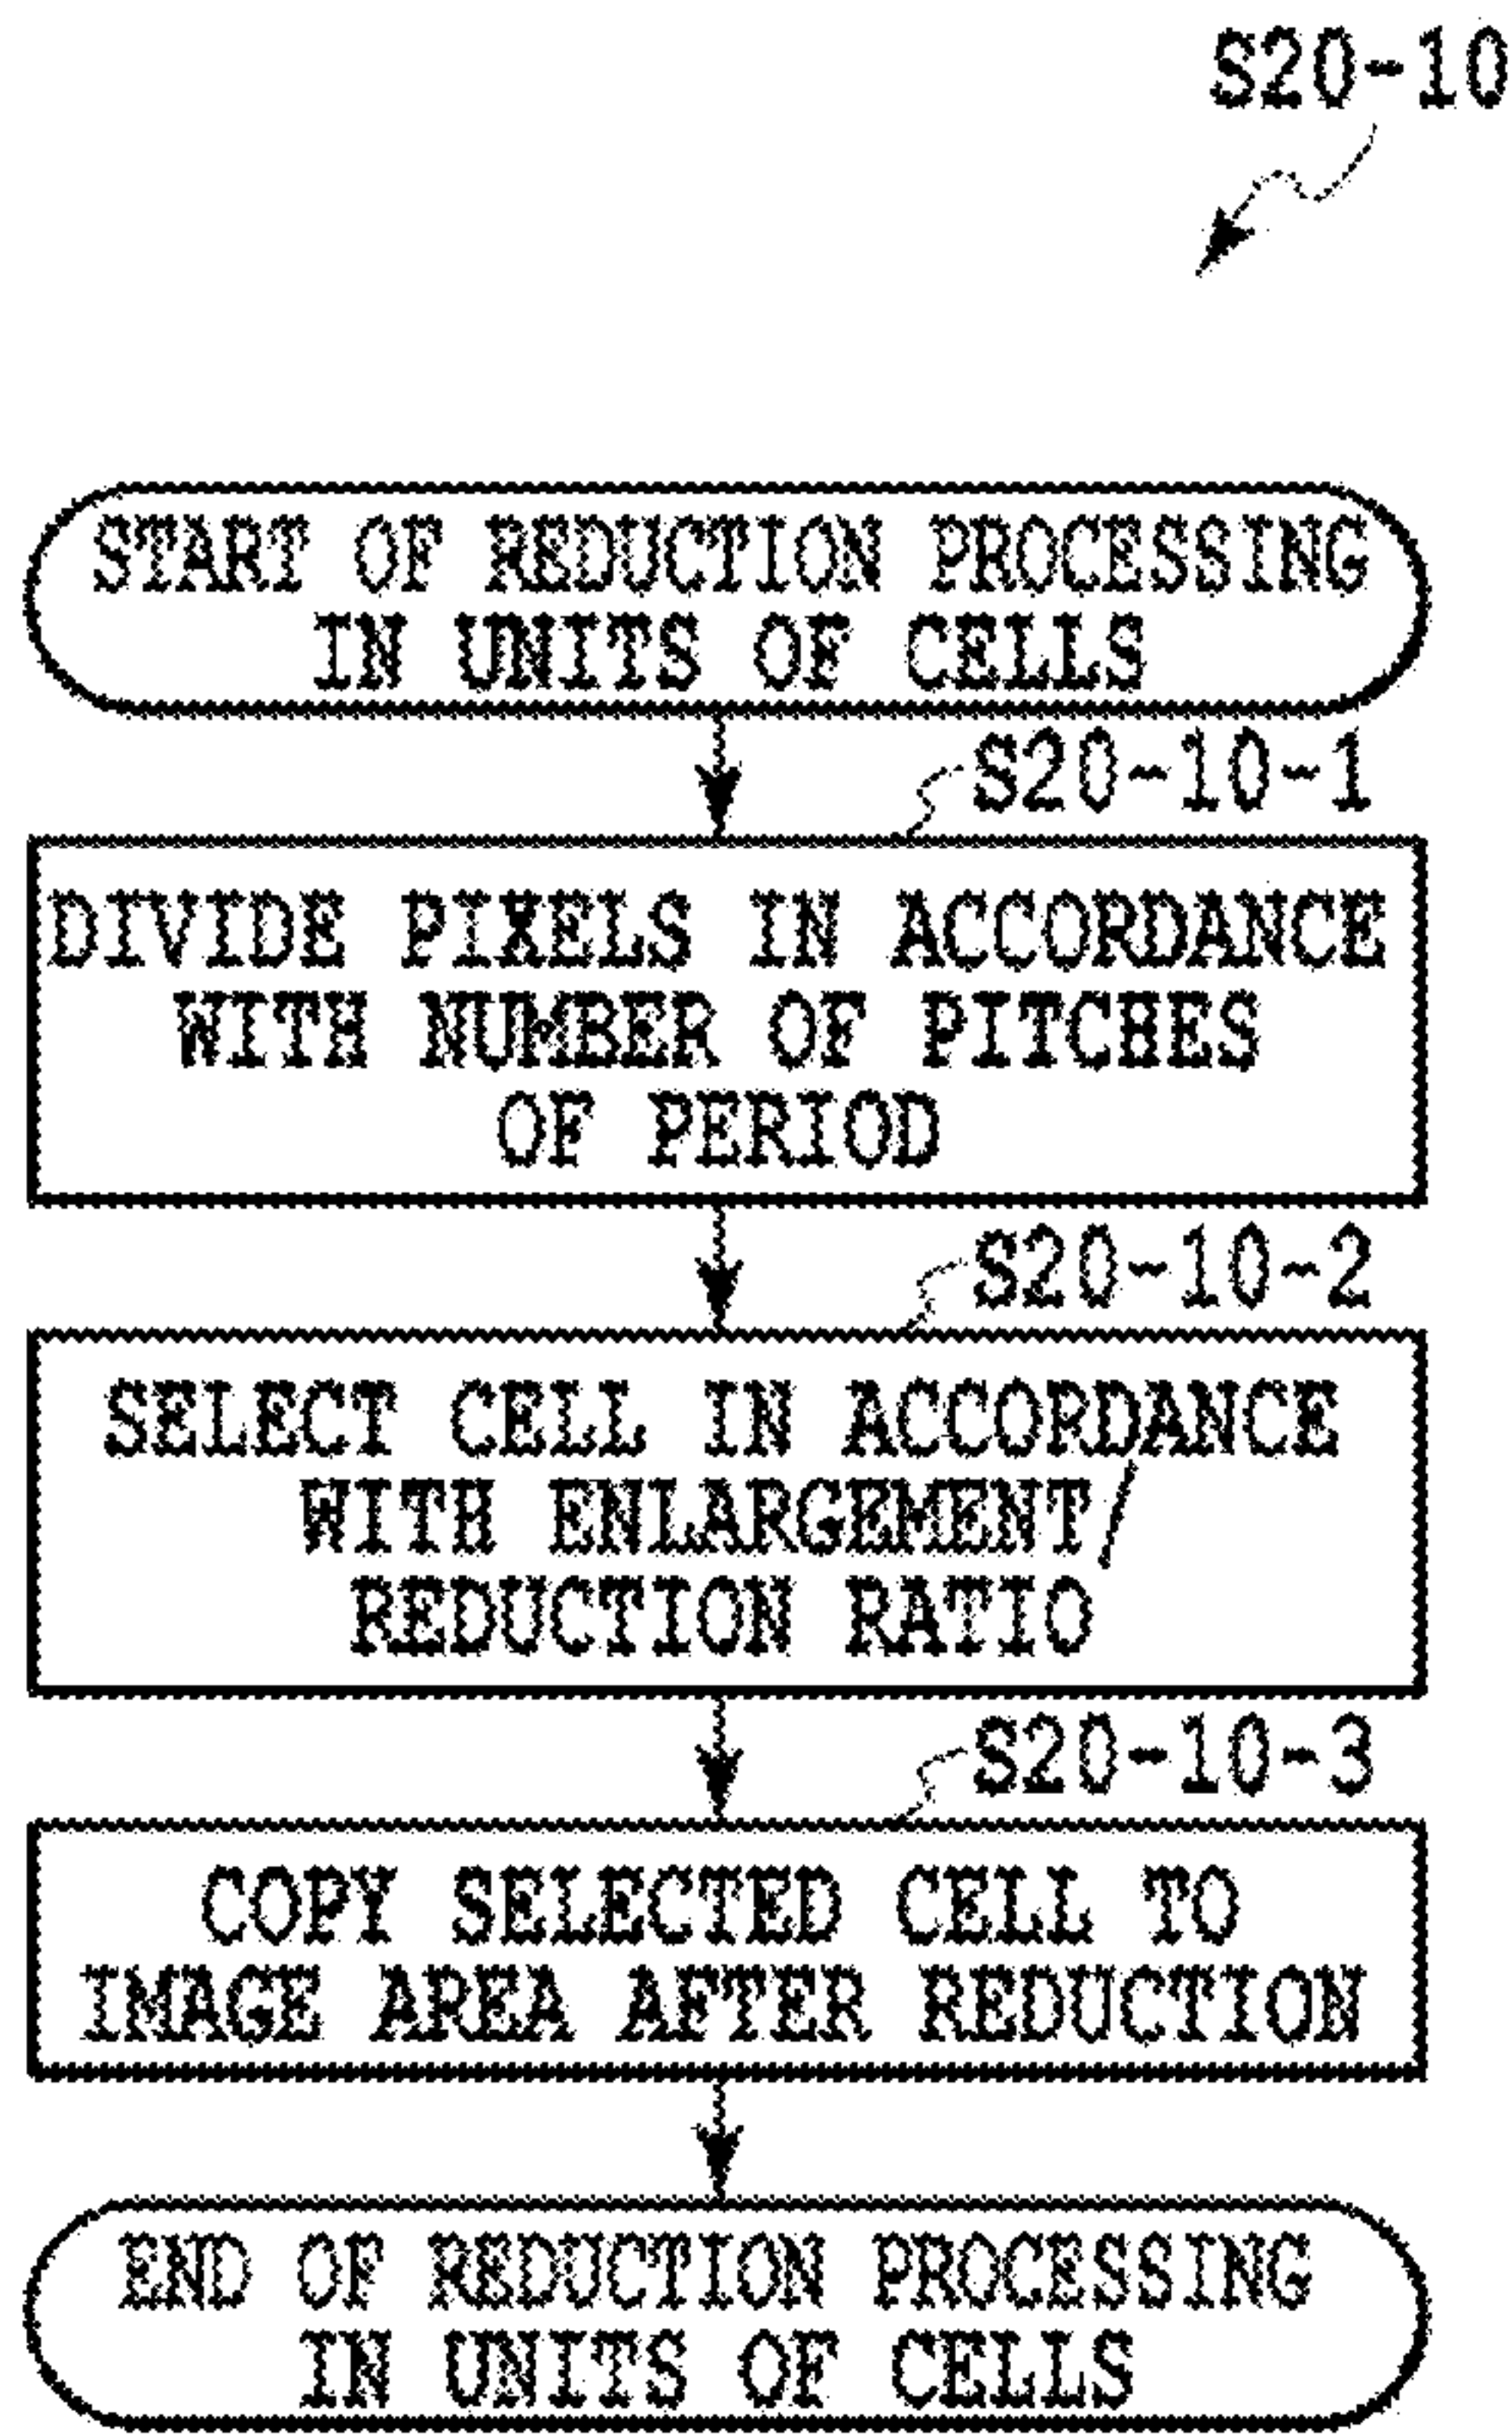 S20-10
START OF REDUCTION PROCESSING
IN UNITS OF CELLS
S20-10-1
DIVIDE PIXELS IN ACCORDANCE
WITH NUMBER OF PITCHES
OF PERIOD
S20-10-2
SELECT CELL IN ACCORDANCE
WITH ENLARGEMENT/
REDUCTION RATIO
S20-10-3
COPY SELECTED CELL TO
IMAGE AREA AFTER REDUCTION
END OF REDUCTION PROCESSING
IN UNITS OF CELLS